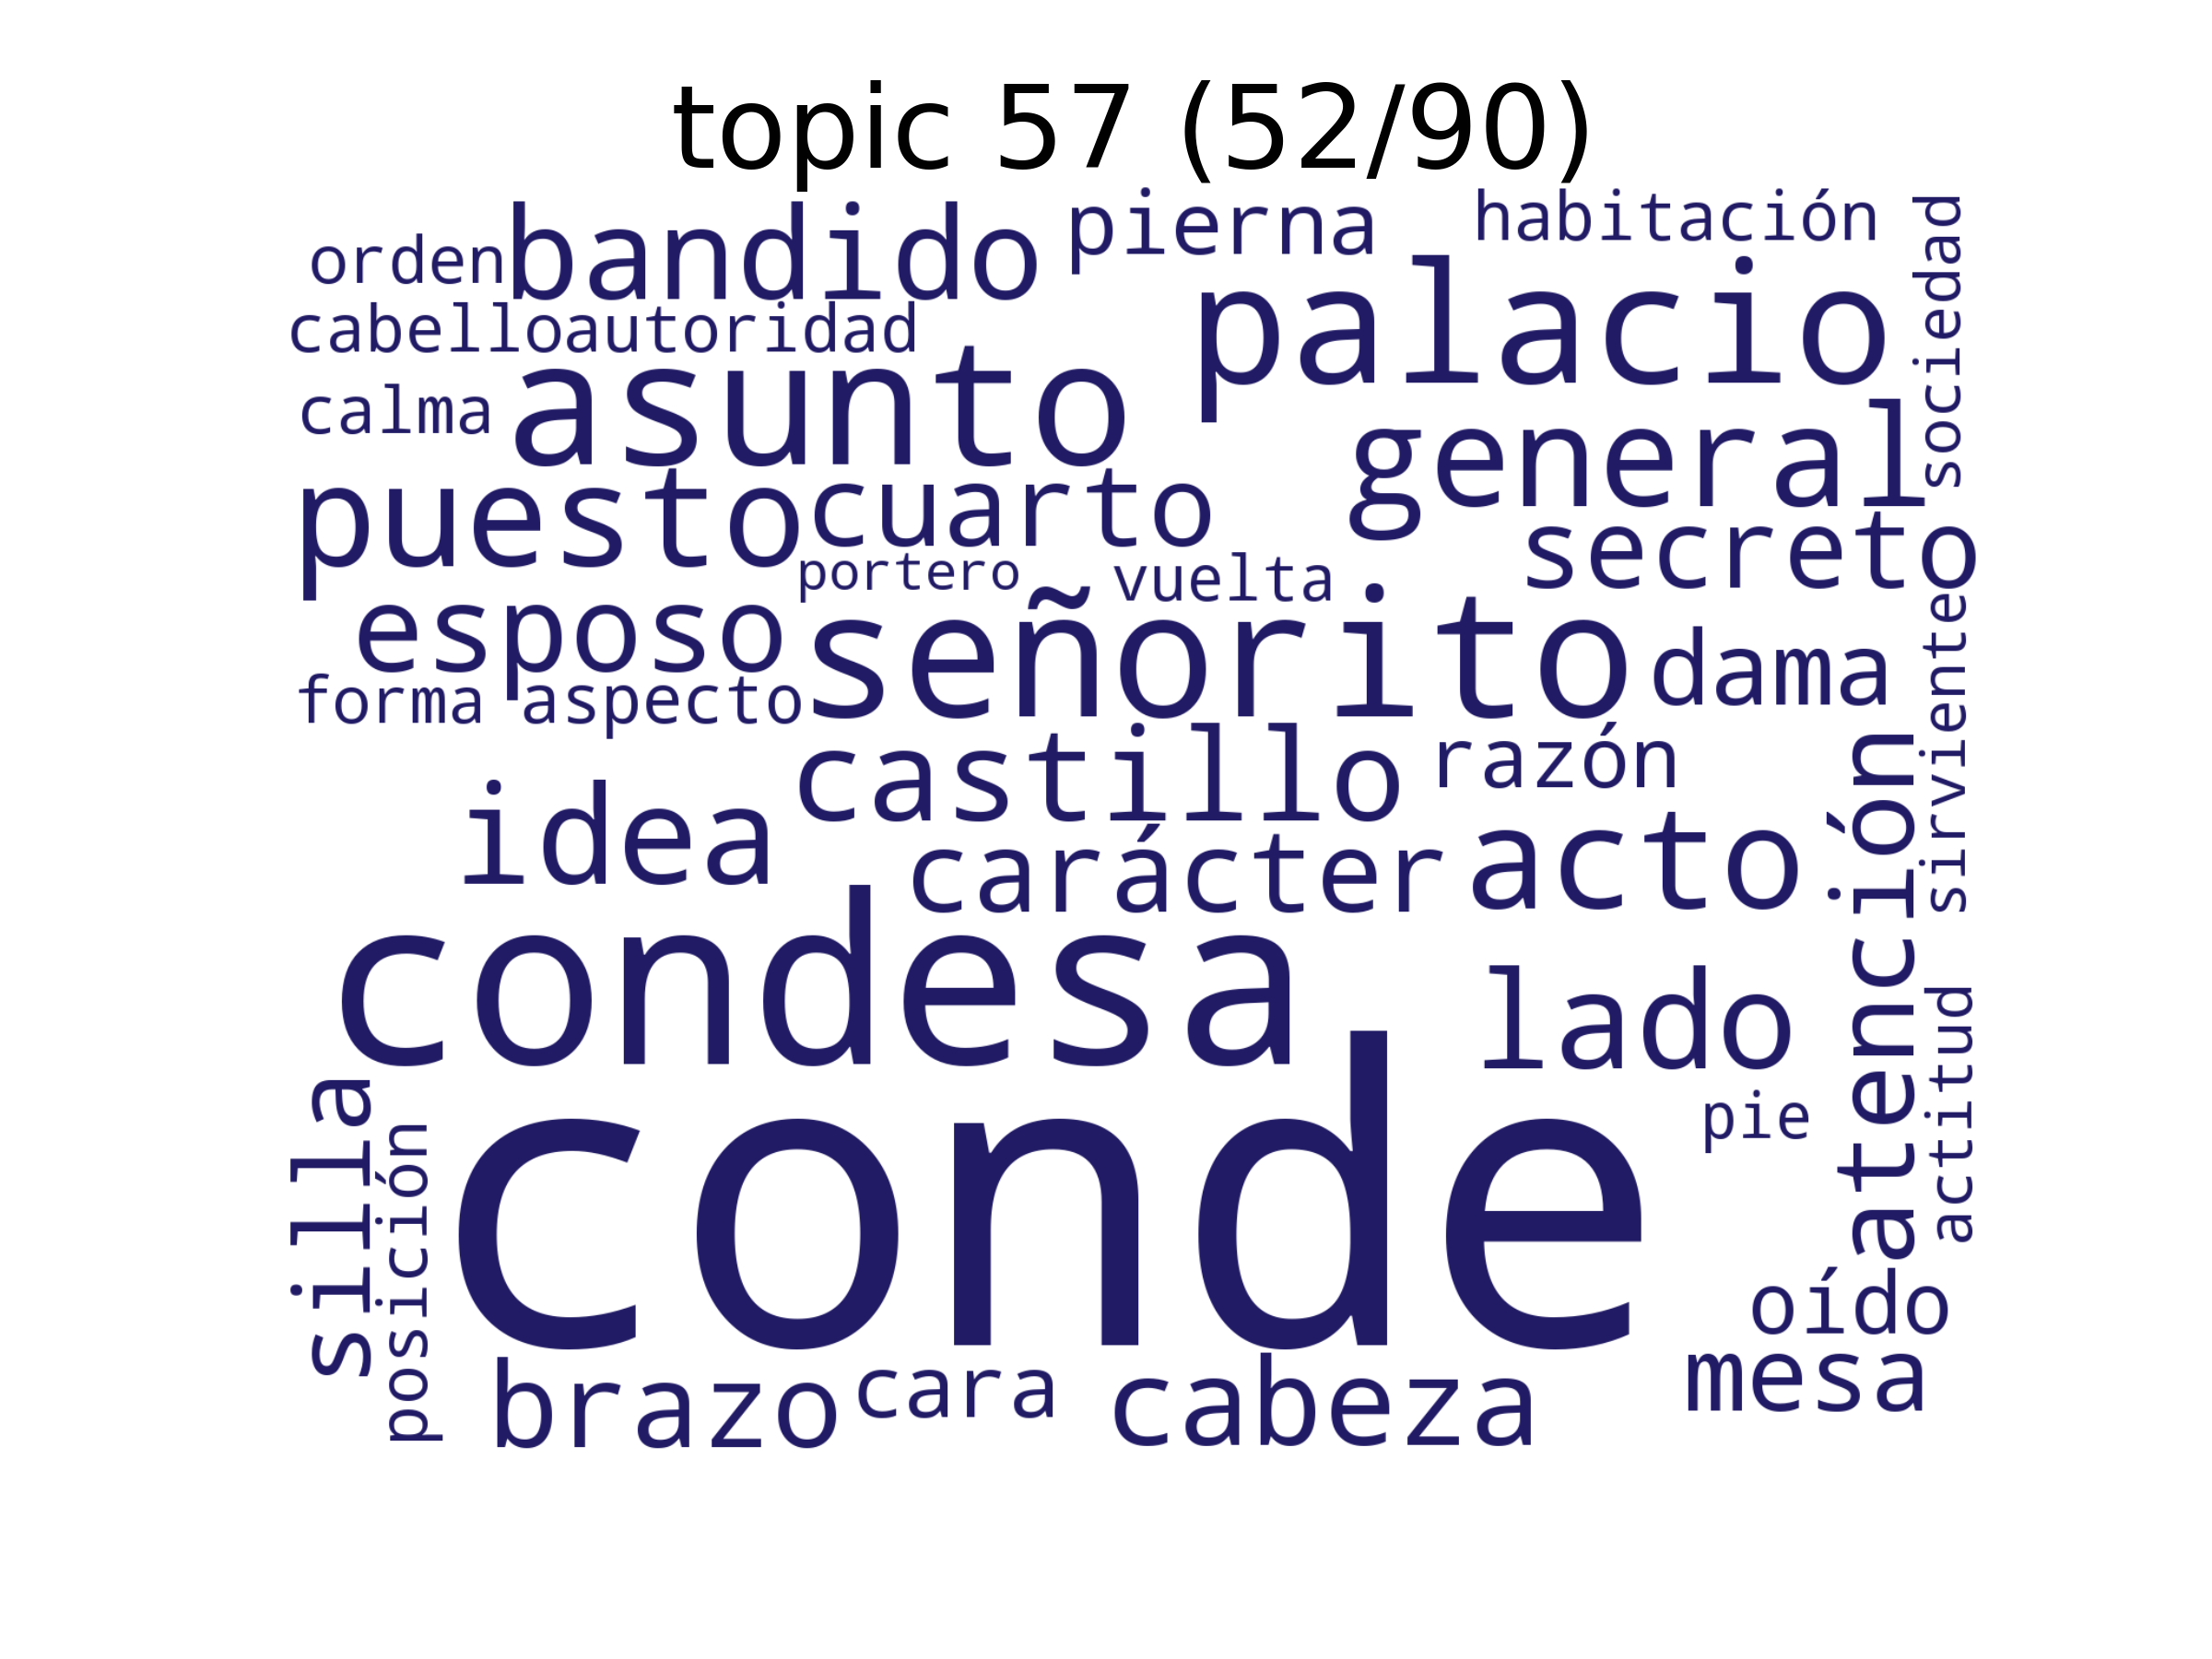 topic 57 (52/90)
pierna
habitación
orden
bandido
sociedad
palacio
cabello
autoridad
asunto
calma
general
puesto
cuarto
secreto
portero
vuelta
esposo
señorito
dama
sirviente
forma
aspecto
castillo
razón
idea
carácter
acto
atención
condesa
lado
actitud
silla
posición
conde
pie
oído
brazo
cara
cabeza
mesa